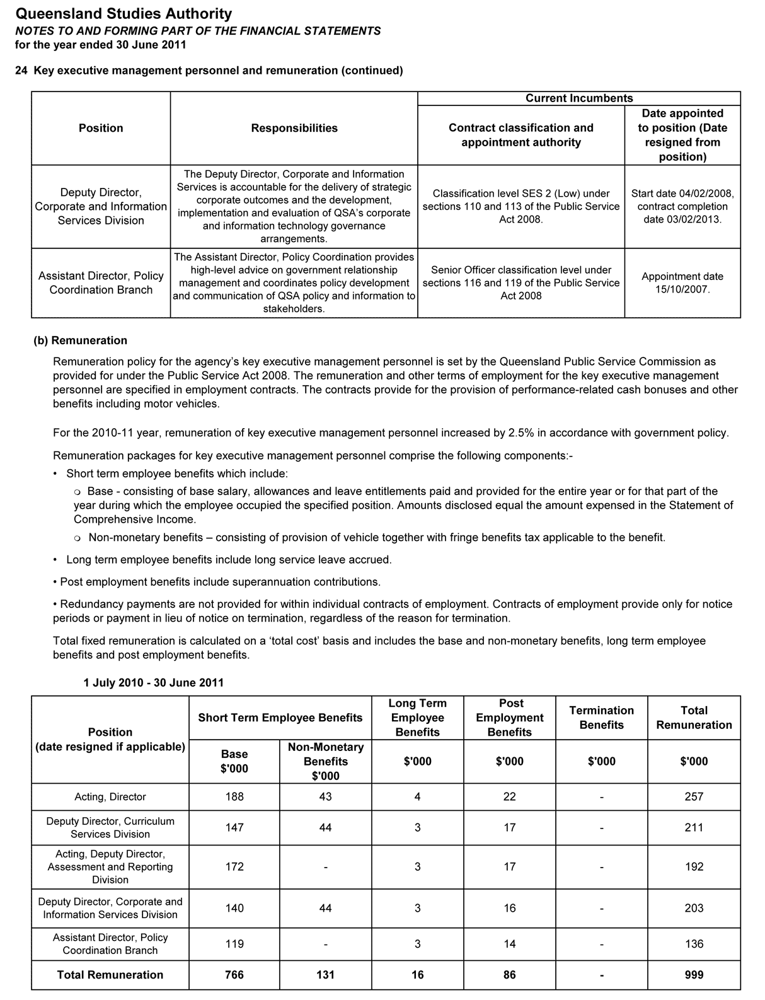 Queensland Studies Authority
NOTES TO AND FORMING PART OF THE FINANCIAL STATEMENTS
for the year ended 30 June 2011
24 Key executive management personnel and remuneration (continued)
Current Incumbents
Position
Responsibilities
Contract classification and
appointment authority
Date appointed
to position (Date
resigned from
position)
Deputy Director,
Corporate and Information
Services Division
The Deputy Director, Corporate and Information
Services is accountable for the delivery of strategic
corporate outcomes and the development,
implementation and evaluation of QSA's corporate
and information technology governance
arrangements.
Classification level SES 2 (Low) under
sections 110 and 113 of the Public Service
Act 2008.
Start date 04/02/2008,
contract completion
date 03/02/2013.
Assistant Director, Policy
Coordination Branch
The Assistant Director, Policy Coordination provides
high-level advice on government relationship
management and coordinates policy development
and communication of QSA policy and information to
stakeholders.
Senior Officer classification level under
sections 116 and 119 of the Public Service
Act 2008
Appointment date
15/10/2007.
(b) Remuneration
Remuneration policy for the agency's key executive management personnel is set by the Queensland Public Service Commission as
provided for under the Public Service Act 2008. The remuneration and other terms of employment for the key executive management
personnel are specified in employment contracts. The contracts provide for the provision of performance-related cash bonuses and other
benefits including motor vehicles.
For the 2010-11 year, remuneration of key executive management personnel increased by 2.5% in accordance with government policy.
Remuneration packages for key executive management personnel comprise the following components:-
• Short term employee benefits which include:
❍ Base - consisting of base salary, allowances and leave entitlements paid and provided for the entire year or for that part of the
year during which the employee occupied the specified position. Amounts disclosed equal the amount expensed in the Statement of
Comprehensive Income.
❍ Non-monetary benefits – consisting of provision of vehicle together with fringe benefits tax applicable to the benefit.
• Long term employee benefits include long service leave accrued.
• Post employment benefits include superannuation contributions.
• Redundancy payments are not provided for within individual contracts of employment. Contracts of employment provide only for notice
periods or payment in lieu of notice on termination, regardless of the reason for termination.
Total fixed remuneration is calculated on a 'total cost' basis and includes the base and non-monetary benefits, long term employee
benefits and post employment benefits.
1 July 2010 - 30 June 2011
Position
(date resigned if applicable)
Short Term Employee Benefits
Long Term
Employee
Benefits
Post
Employment
Benefits
Termination
Benefits
Total
Remuneration
Base
$'000
Non-Monetary
Benefits
$'000
$'000
$'000
$'000
$'000
Acting, Director 188 43 4 22 - 257
Deputy Director, Curriculum
Services Division
147 44 3 17 - 211
Acting, Deputy Director,
Assessment and Reporting
Division
172 - 3 17 - 192
Deputy Director, Corporate and
Information Services Division
140 44 3 16 - 203
Assistant Director, Policy
Coordination Branch
119 - 3 14 - 136
Total Remuneration 766 131 16 86 - 999